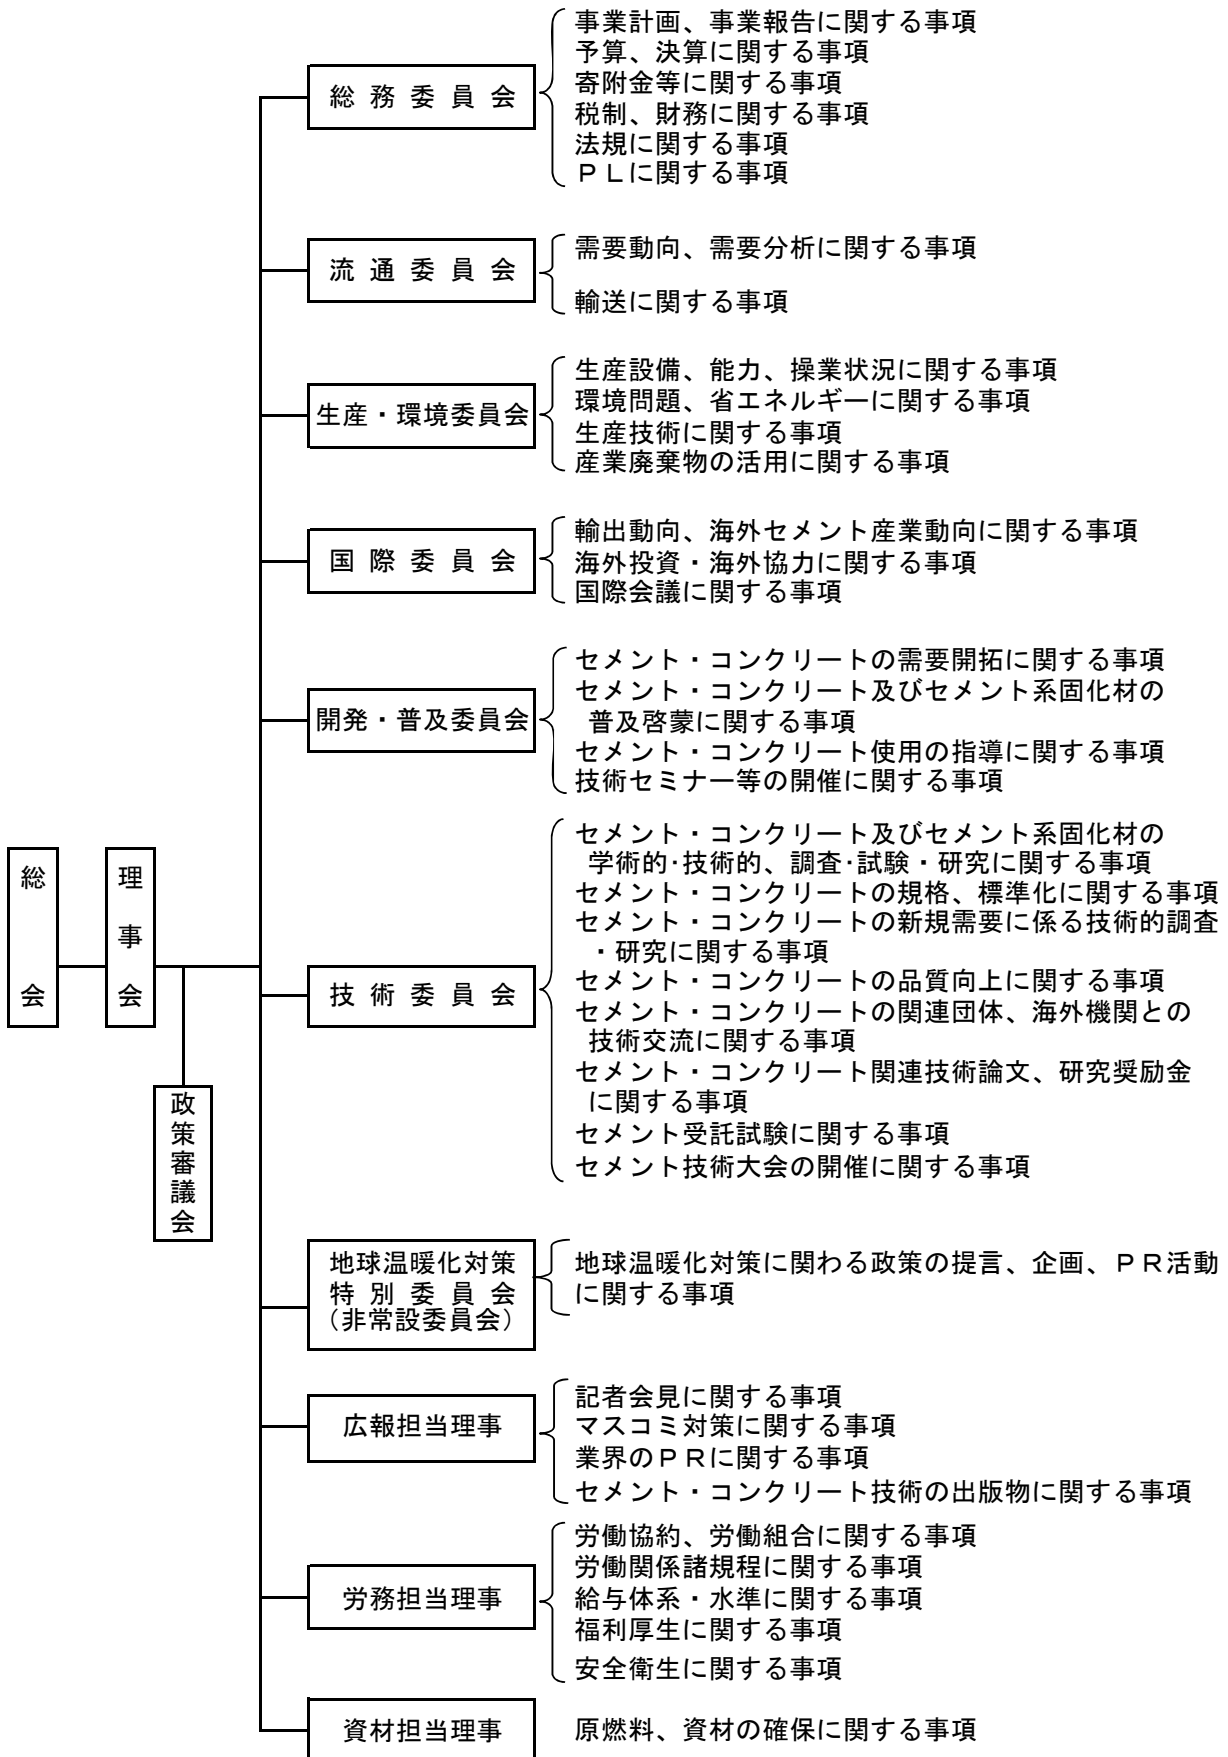 総会
理事会
政策審議会
総務委員会
事業計画、事業報告に関する事項
予算、決算に関する事項
寄附金等に関する事項
税制、財務に関する事項
法規に関する事項
ＰＬに関する事項
流通委員会
需要動向、需要分析に関する事項
輸送に関する事項
生産・環境委員会
生産設備、能力、操業状況に関する事項
環境問題、省エネルギーに関する事項
生産技術に関する事項
産業廃棄物の活用に関する事項
国際委員会
輸出動向、海外セメント産業動向に関する事項
海外投資・海外協力に関する事項
国際会議に関する事項
開発・普及委員会
セメント・コンクリートの需要開拓に関する事項
セメント・コンクリート及びセメント系固化材の
普及啓蒙に関する事項
セメント・コンクリート使用の指導に関する事項
技術セミナー等の開催に関する事項
技術委員会
セメント・コンクリート及びセメント系固化材の
学術的･技術的、調査･試験・研究に関する事項
セメント・コンクリートの規格、標準化に関する事項
セメント・コンクリートの新規需要に係る技術的調査
・研究に関する事項
セメント・コンクリートの品質向上に関する事項
セメント・コンクリートの関連団体、海外機関との
技術交流に関する事項
セメント・コンクリート関連技術論文、研究奨励金
に関する事項
セメント受託試験に関する事項
セメント技術大会の開催に関する事項
地球温暖化対策
特別委員会
（非常設委員会）
地球温暖化対策に関わる政策の提言、企画、ＰＲ活動
に関する事項
広報担当理事
記者会見に関する事項
マスコミ対策に関する事項
業界のＰＲに関する事項
セメント・コンクリート技術の出版物に関する事項
労務担当理事
労働協約、労働組合に関する事項
労働関係諸規程に関する事項
給与体系・水準に関する事項
福利厚生に関する事項
安全衛生に関する事項
資材担当理事
原燃料、資材の確保に関する事項